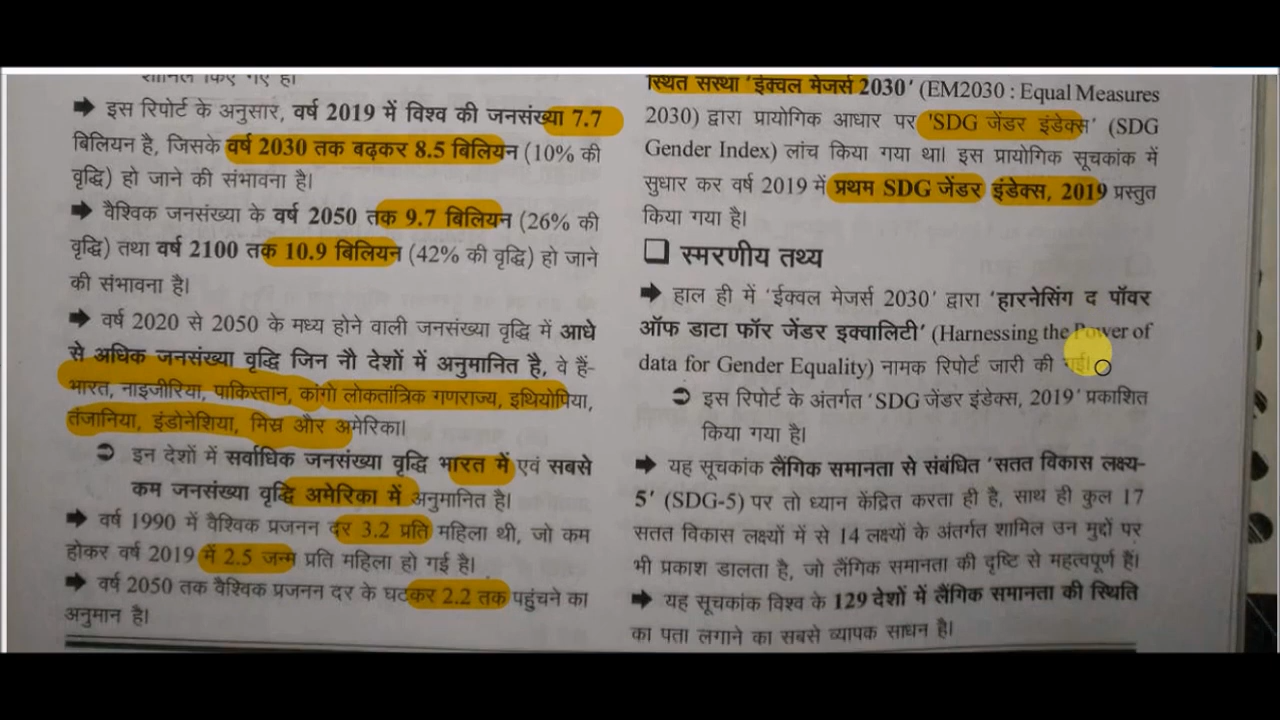 शामिल किए गए हैं।
➡ इस रिपोर्ट के अनुसार, वर्ष 2019 में विश्व की जनसंख्या 7.7
बिलियन है, जिसके वर्ष 2030 तक बढ़कर 8.5 बिलियन (10% की
वृद्धि) हो जाने की संभावना है।
➡ वैश्विक जनसंख्या के वर्ष 2050 तक 9.7 बिलियन (26% की
वृद्धि) तथा वर्ष 2100 तक 10.9 बिलियन (42% की वृद्धि) हो जाने
की संभावना है।
➡ वर्ष 2020 से 2050 के मध्य होने वाली जनसंख्या वृद्धि में आधे
से अधिक जनसंख्या वृद्धि जिन नौ देशों में अनुमानित है, वे हैं-
भारत, नाइजीरिया, पाकिस्तान, कांगो लोकतांत्रिक गणराज्य, इथियोपिया,
तंजानिया, इंडोनेशिया, मिस्र और अमेरिका।
➲ इन देशों में सर्वाधिक जनसंख्या वृद्धि भारत में एवं सबसे
कम जनसंख्या वृद्धि अमेरिका में अनुमानित है।
➡ वर्ष 1990 में वैश्विक प्रजनन दर 3.2 प्रति महिला थी, जो कम
होकर वर्ष 2019 में 2.5 जन्म प्रति महिला हो गई है।
➡ वर्ष 2050 तक वैश्विक प्रजनन दर के घटकर 2.2 तक पहुंचने का
अनुमान है।
स्थित संस्था 'ईक्वल मेजर्स 2030' (EM2030 : Equal Measures
2030) द्वारा प्रायोगिक आधार पर 'SDG जेंडर इंडेक्स' (SDG
Gender Index) लांच किया गया था। इस प्रायोगिक सूचकांक में
सुधार कर वर्ष 2019 में प्रथम SDG जेंडर इंडेक्स, 2019 प्रस्तुत
किया गया है।
❑ स्मरणीय तथ्य
➡ हाल ही में 'ईक्वल मेजर्स 2030' द्वारा 'हारनेसिंग द पॉवर
ऑफ डाटा फॉर जेंडर इक्वालिटी' (Harnessing the Power of
data for Gender Equality) नामक रिपोर्ट जारी की गई।
➲ इस रिपोर्ट के अंतर्गत 'SDG जेंडर इंडेक्स, 2019' प्रकाशित
किया गया है।
➡ यह सूचकांक लैंगिक समानता से संबंधित 'सतत विकास लक्ष्य-
5' (SDG-5) पर तो ध्यान केंद्रित करता ही है, साथ ही कुल 17
सतत विकास लक्ष्यों में से 14 लक्ष्यों के अंतर्गत शामिल उन मुद्दों पर
भी प्रकाश डालता है, जो लैंगिक समानता की दृष्टि से महत्वपूर्ण हैं।
➡ यह सूचकांक विश्व के 129 देशों में लैंगिक समानता की स्थिति
का पता लगाने का सबसे व्यापक साधन है।